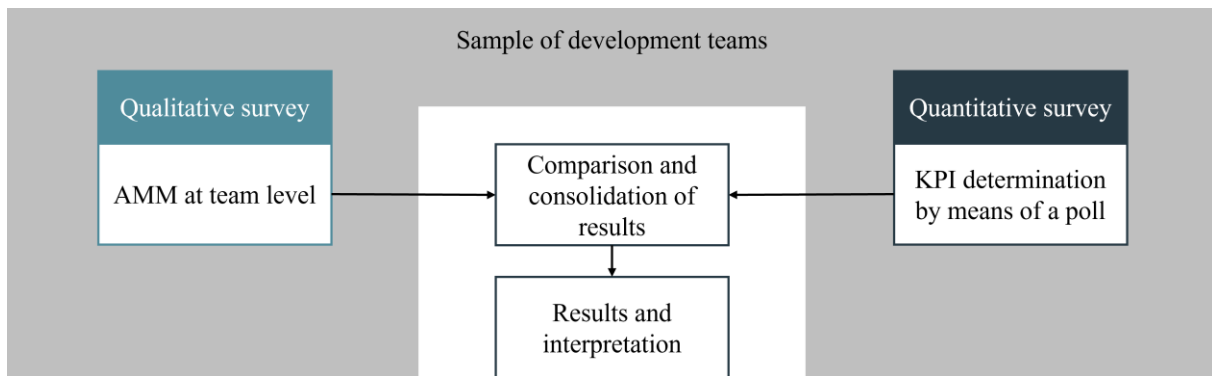 Sample of development teams
Qualitative survey
AMM at team level
Comparison and
consolidation of
results
Results and
interpretation
Quantitative survey
KPI determination
by means of a poll